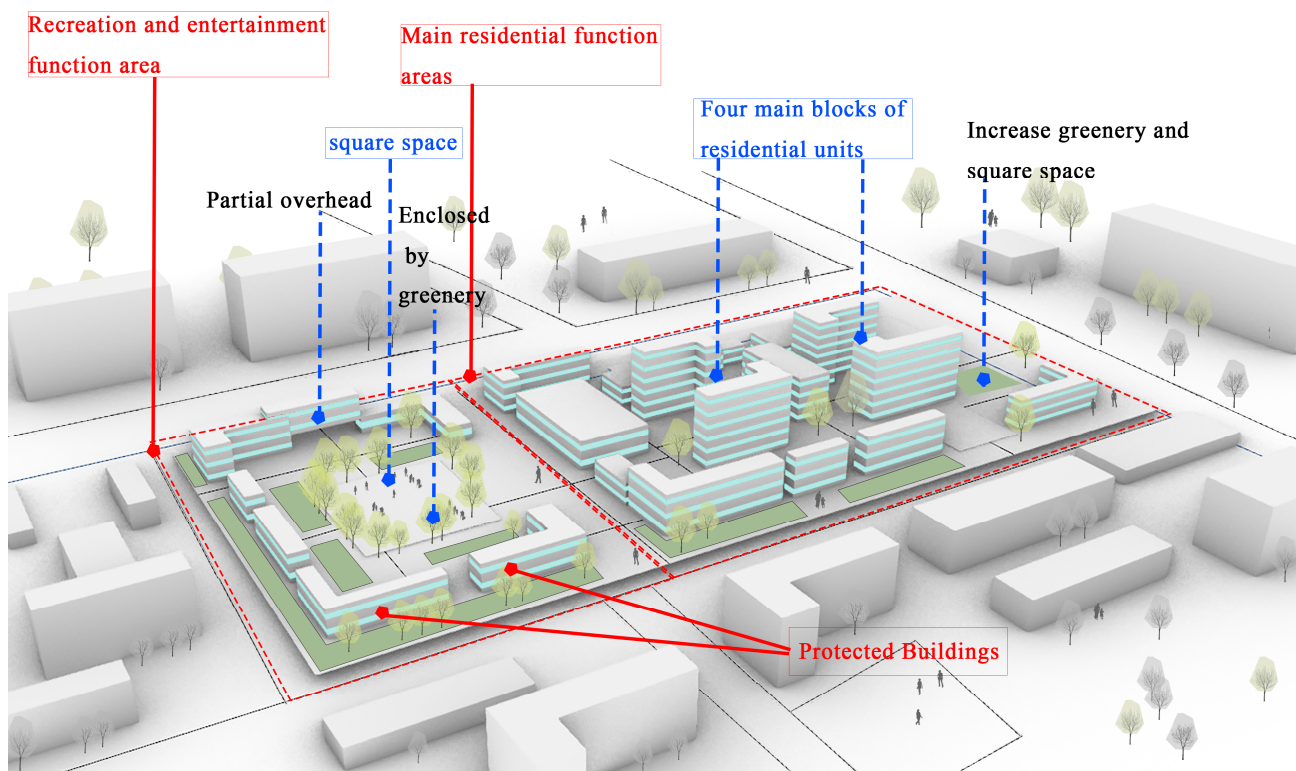 Recreation and entertainment
function area
Main residential function
areas
square space
Four main blocks of
residential units
Increase greenery and
square space
Partial overhead
Enclosed
by
greenery
Protected Buildings